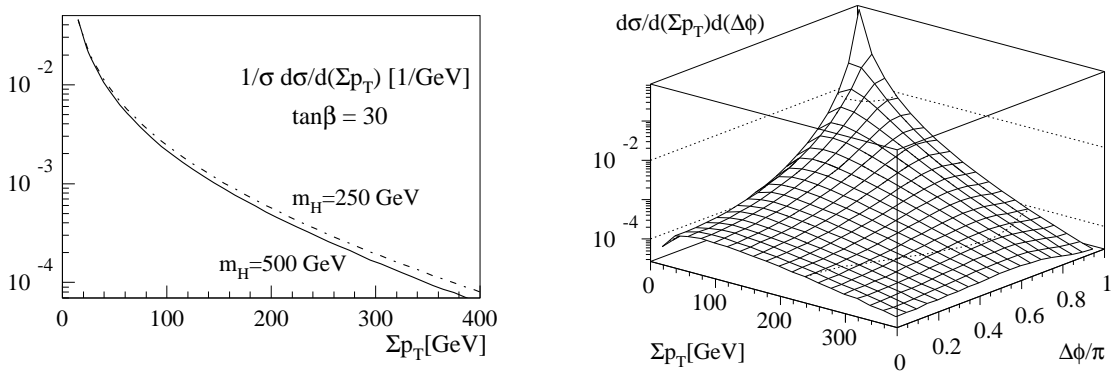 1/σ dσ/d(Σp_T) [1/GeV]
tanβ = 30
m_H=250 GeV
m_H=500 GeV
10^-2
10^-3
10^-4
0 100 200 300 400
Σp_T[GeV]
dσ/d(Σp_T)d(Δϕ)
10^-2
10^-4
0 100 200 300
Σp_T[GeV]
0 0.2 0.4 0.6 0.8 1
Δϕ/π